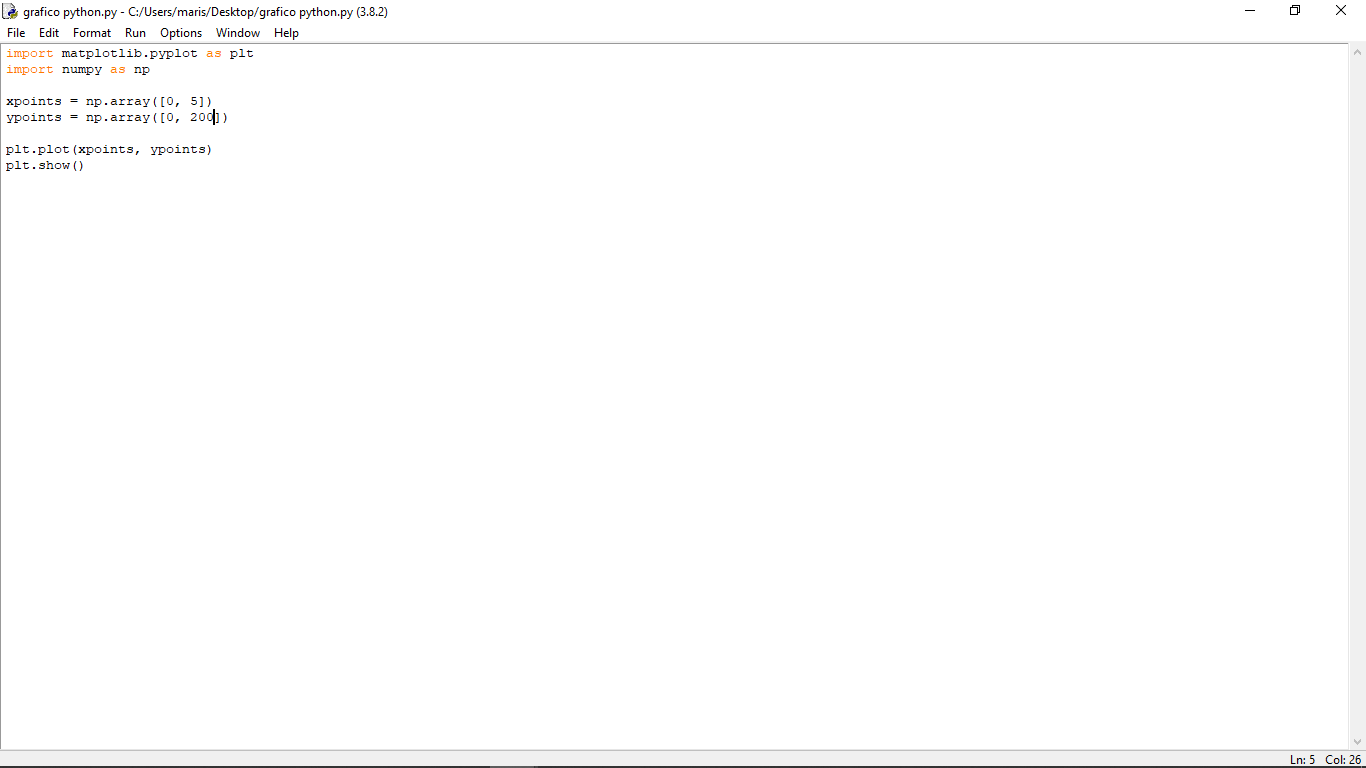 grafico python.py - C:/Users/maris/Desktop/grafico python.py (3.8.2)
File Edit Format Run Options Window Help
import matplotlib.pyplot as plt
import numpy as np
xpoints = np.array([0, 5])
ypoints = np.array([0, 200])
plt.plot(xpoints, ypoints)
plt.show()
Ln: 5 Col: 26